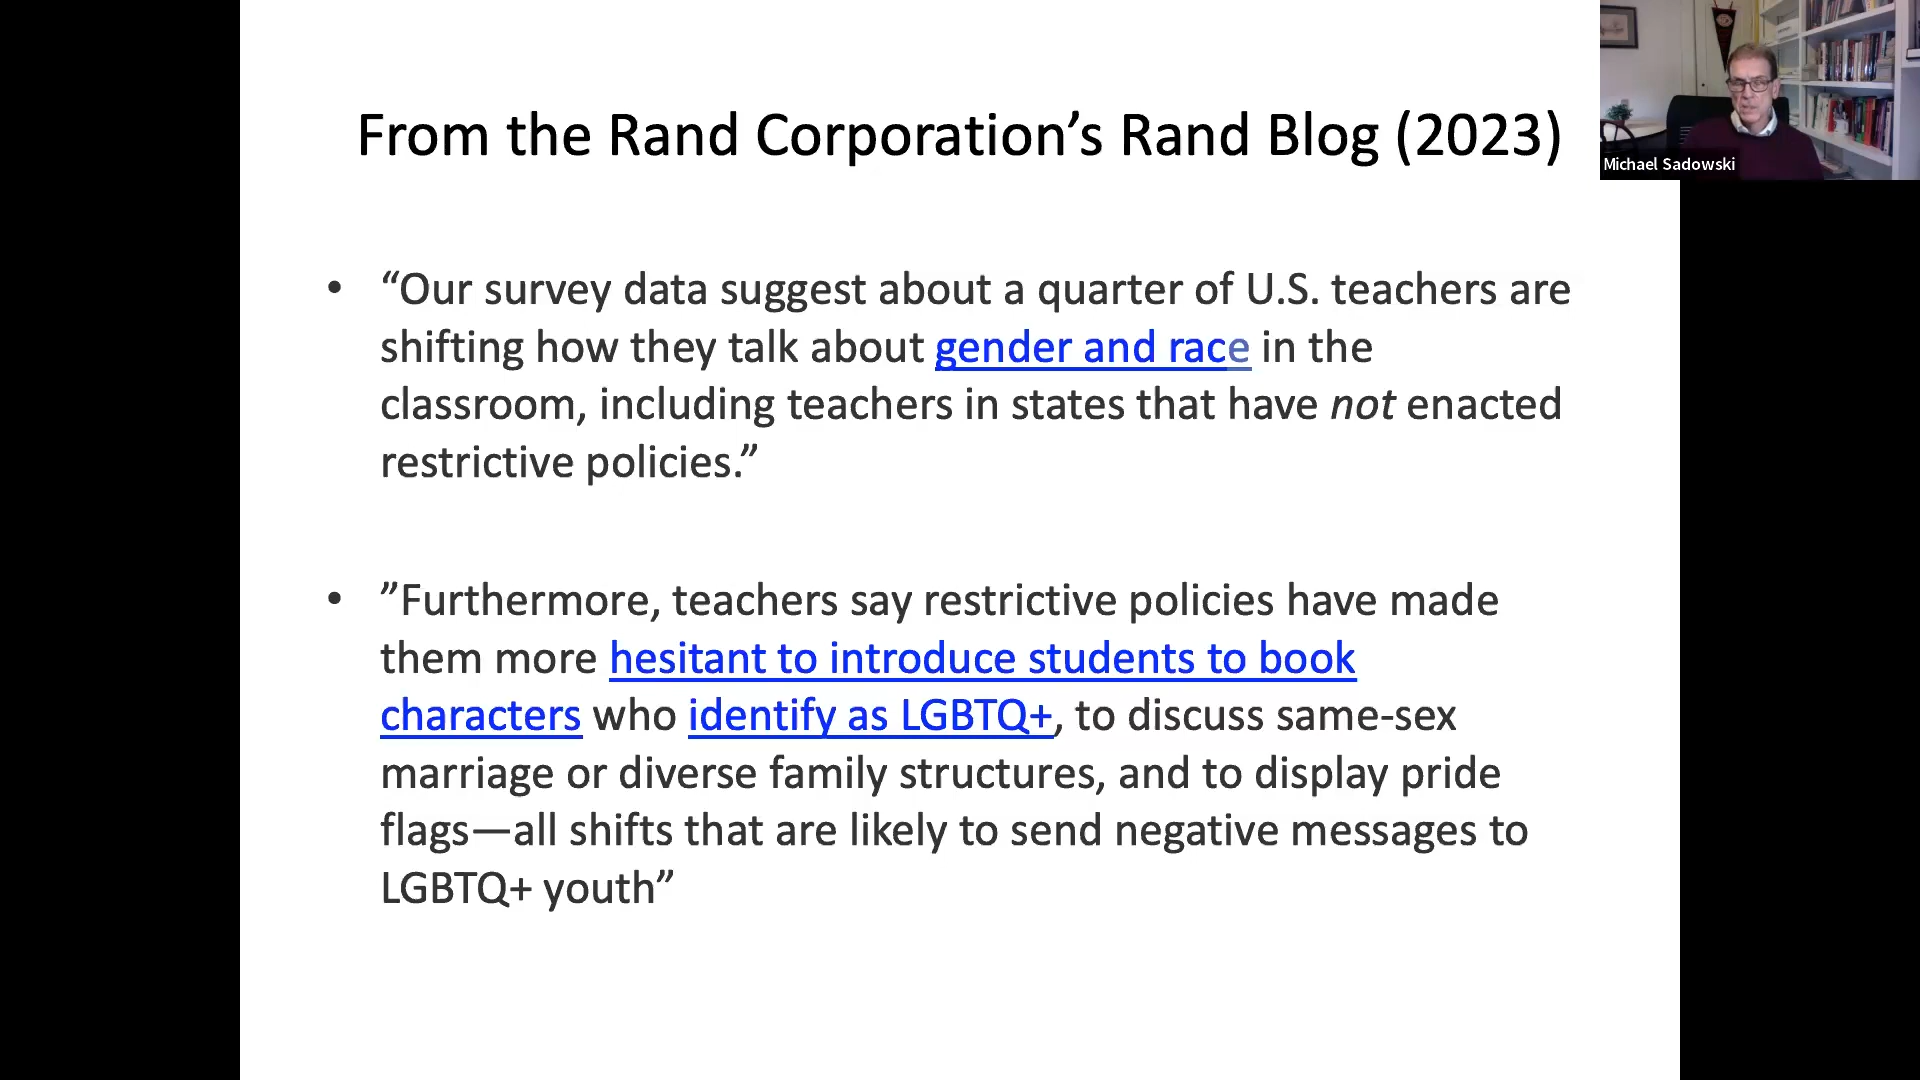 From the Rand Corporation’s Rand Blog (2023)
Michael Sadowski
• “Our survey data suggest about a quarter of U.S. teachers are
shifting how they talk about gender and race in the
classroom, including teachers in states that have not enacted
restrictive policies.”
• ”Furthermore, teachers say restrictive policies have made
them more hesitant to introduce students to book
characters who identify as LGBTQ+, to discuss same-sex
marriage or diverse family structures, and to display pride
flags—all shifts that are likely to send negative messages to
LGBTQ+ youth”